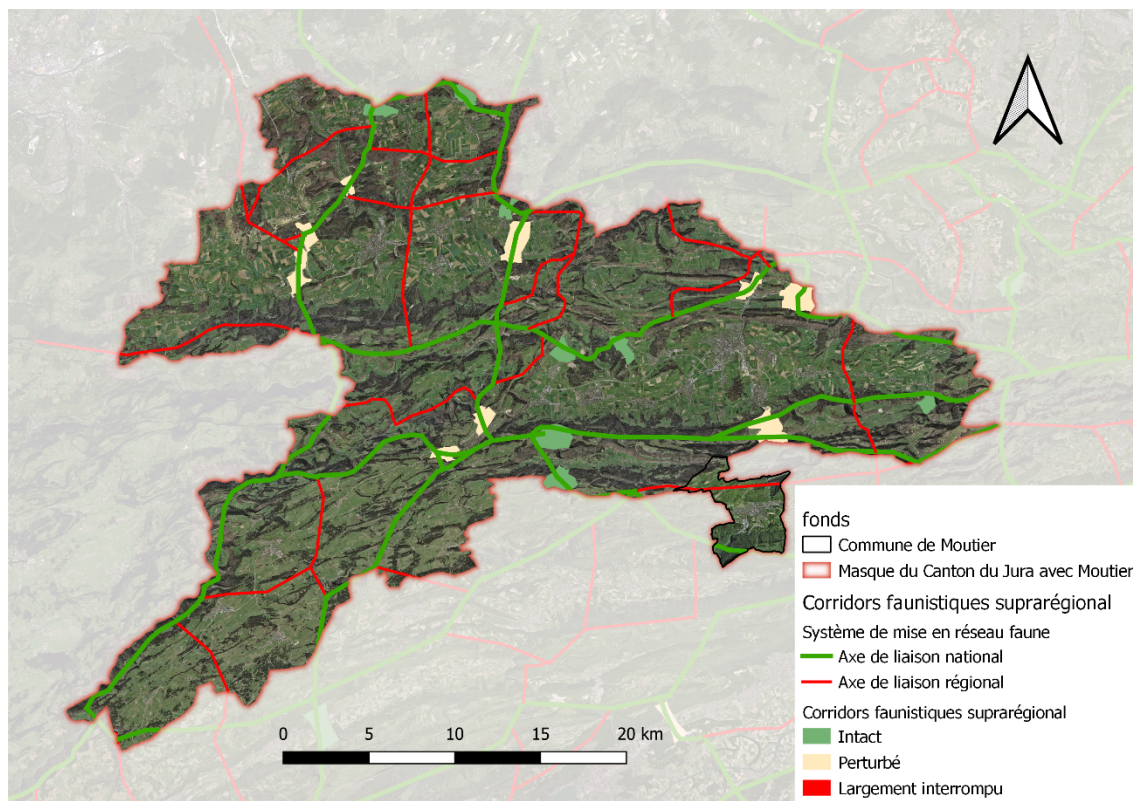 fonds
Commune de Moutier
Masque du Canton du Jura avec Moutier
Corridors faunistiques suprarégional
Système de mise en réseau faune
Axe de liaison national
Axe de liaison régional
Corridors faunistiques suprarégional
Intact
Perturbé
Largement interrompu
0 5 10 15 20 km